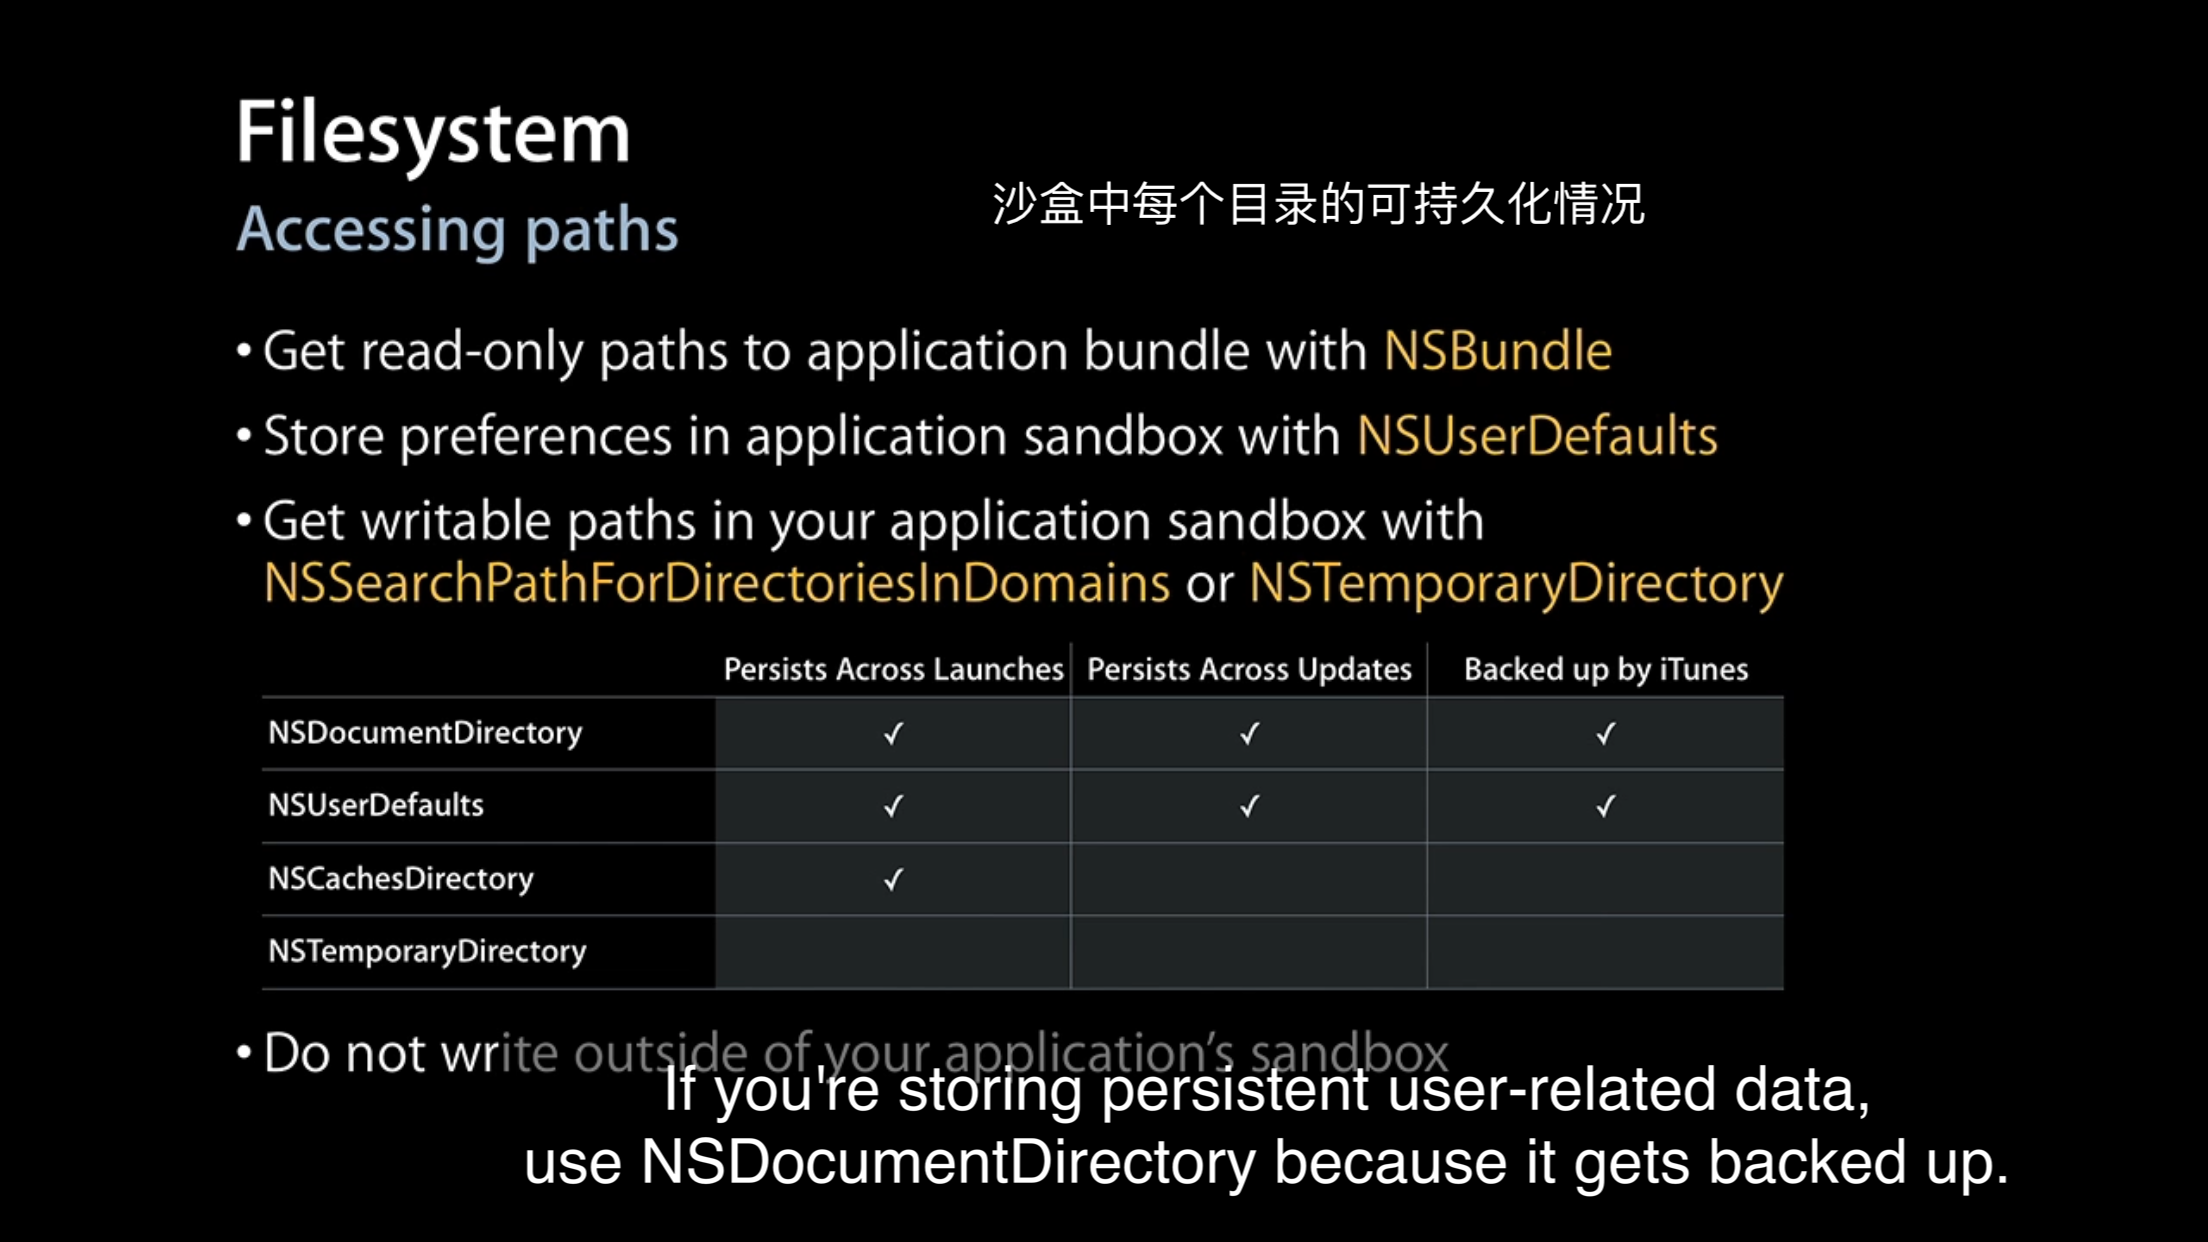 Filesystem
沙盒中每个目录的可持久化情况
Accessing paths
• Get read-only paths to application bundle with NSBundle
• Store preferences in application sandbox with NSUserDefaults
• Get writable paths in your application sandbox with
NSSearchPathForDirectoriesInDomains or NSTemporaryDirectory
Persists Across Launches Persists Across Updates Backed up by iTunes
NSDocumentDirectory ✓ ✓ ✓
NSUserDefaults ✓ ✓ ✓
NSCachesDirectory ✓
NSTemporaryDirectory
• Do not write outside of your application’s sandbox
If you're storing persistent user-related data,
use NSDocumentDirectory because it gets backed up.